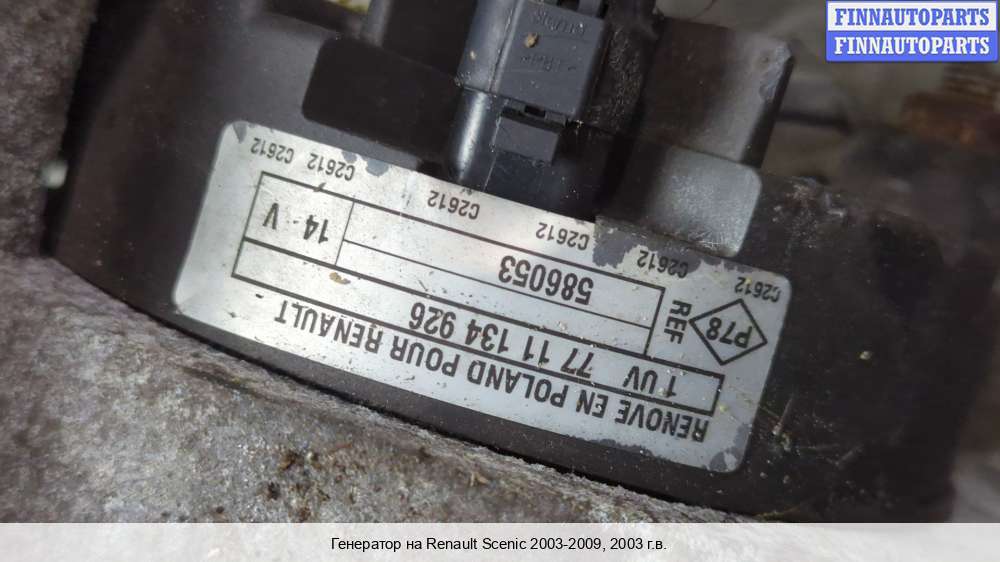 FINNAUTOPARTS
FINNAUTOPARTS
RENOVE EN POLAND POUR RENAULT
1 UV 77 11 134 926
P78
REF
586053
14 V
C2612 C2612 C2612 C2612 C2612 C2612 C2612
Генератор на Renault Scenic 2003-2009, 2003 г.в.